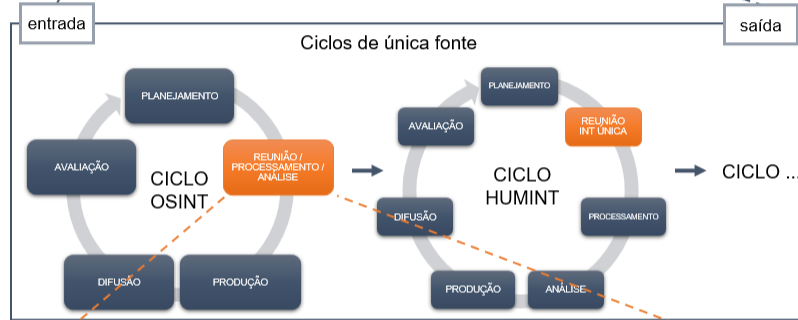 entrada
saída
Ciclos de única fonte
PLANEJAMENTO
REUNIÃO /
PROCESSAMENTO /
ANÁLISE
PRODUÇÃO
DIFUSÃO
AVALIAÇÃO
CICLO
OSINT
PLANEJAMENTO
REUNIÃO
INT ÚNICA
PROCESSAMENTO
ANÁLISE
PRODUÇÃO
DIFUSÃO
AVALIAÇÃO
CICLO
HUMINT
CICLO ...